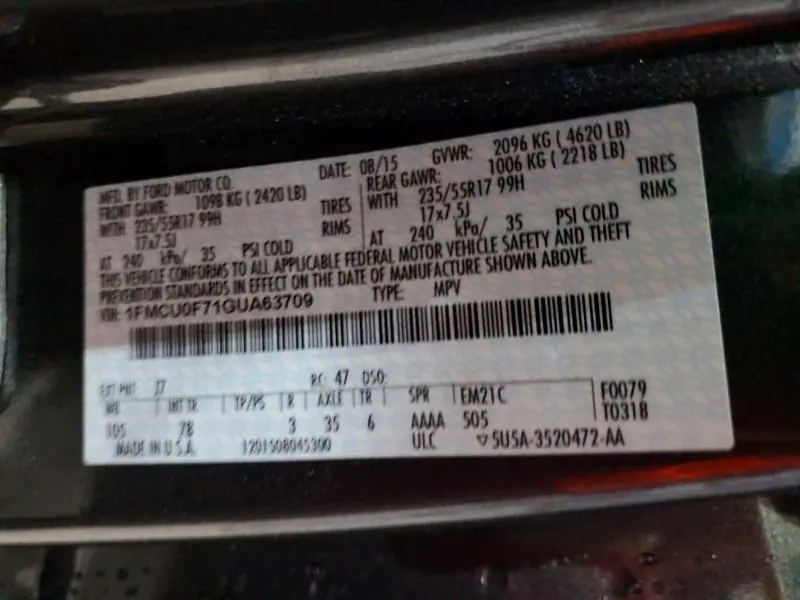 MFD. BY FORD MOTOR CO.
DATE: 08/15
GVWR: 2096 KG ( 4620 LB)
FRONT GAWR: 1098 KG ( 2420 LB)
WITH 235/55R17 99H TIRES
17x7.5J RIMS
AT 240 kPa/ 35 PSI COLD
REAR GAWR: 1006 KG ( 2218 LB)
WITH 235/55R17 99H TIRES
17x7.5J RIMS
AT 240 kPa/ 35 PSI COLD
THIS VEHICLE CONFORMS TO ALL APPLICABLE FEDERAL MOTOR VEHICLE SAFETY AND THEFT
PREVENTION STANDARDS IN EFFECT ON THE DATE OF MANUFACTURE SHOWN ABOVE.
VIN: 1FMCU0F71GUA63709
TYPE: MPV
EXT PNT: J7 RC: 47 DSO:
WB INT TR TP/PS R AXLE TR SPR EM21C F0079
105 78 3 35 6 AAAA 505 T0318
MADE IN U.S.A. 1201508045300 ULC 5U5A-3520472-AA